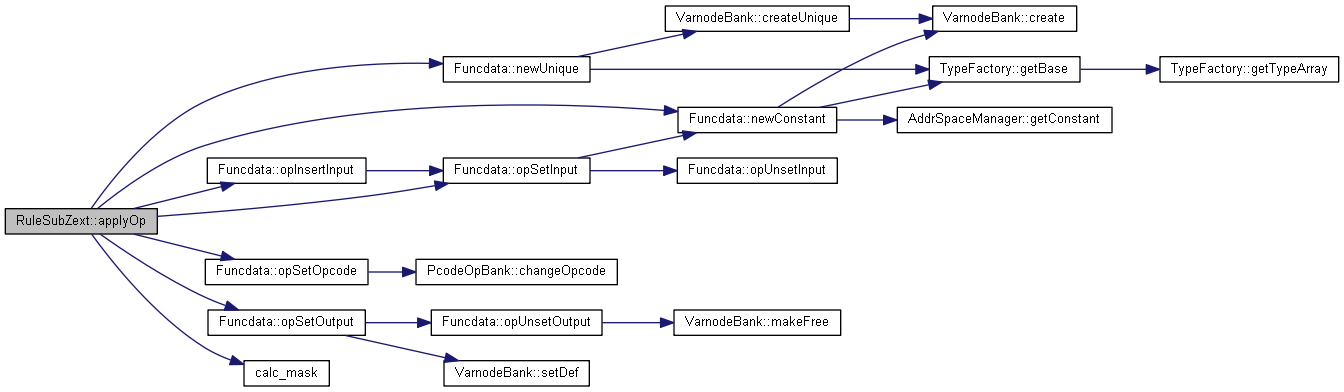 VarnodeBank::createUnique
VarnodeBank::create
Funcdata::newUnique
TypeFactory::getBase
TypeFactory::getTypeArray
Funcdata::newConstant
AddrSpaceManager::getConstant
Funcdata::opInsertInput
Funcdata::opSetInput
Funcdata::opUnsetInput
RuleSubZext::applyOp
Funcdata::opSetOpcode
PcodeOpBank::changeOpcode
Funcdata::opSetOutput
Funcdata::opUnsetOutput
VarnodeBank::makeFree
calc_mask
VarnodeBank::setDef